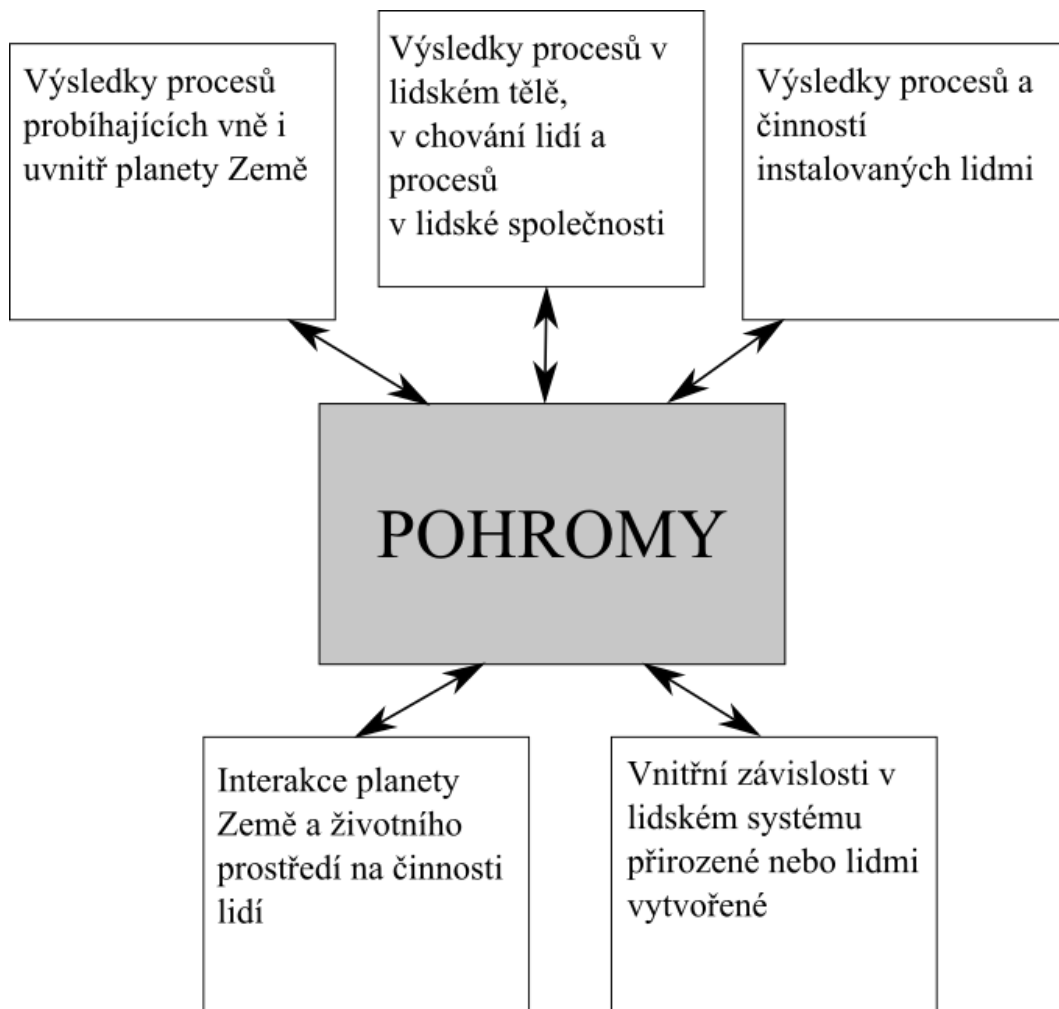 Výsledky procesů
probíhajících vně i
uvnitř planety Země
Výsledky procesů v
lidském tělě,
v chování lidí a
procesů
v lidské společnosti
Výsledky procesů a
činností
instalovaných lidmi
POHROMY
Interakce planety
Země a životního
prostředí na činnosti
lidí
Vnitřní závislosti v
lidském systému
přirozené nebo lidmi
vytvořené